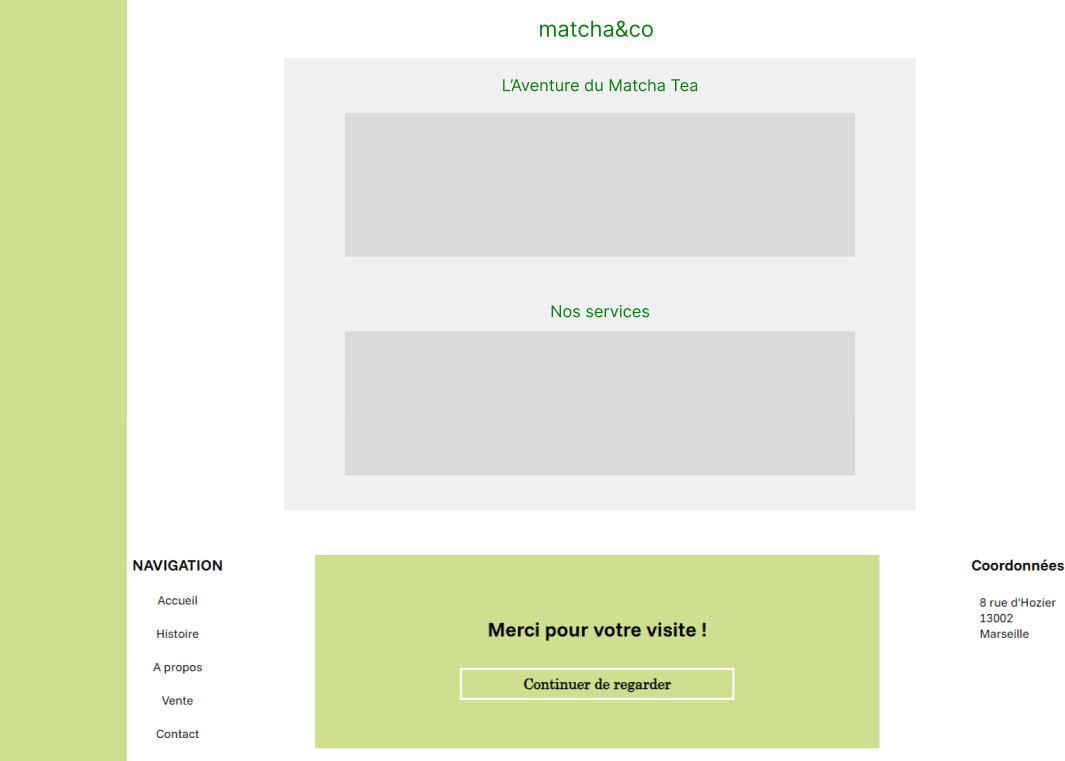 matcha&co
L’Aventure du Matcha Tea
Nos services
NAVIGATION
Accueil
Histoire
A propos
Vente
Contact
Merci pour votre visite !
Continuer de regarder
Coordonnées
8 rue d'Hozier
13002
Marseille